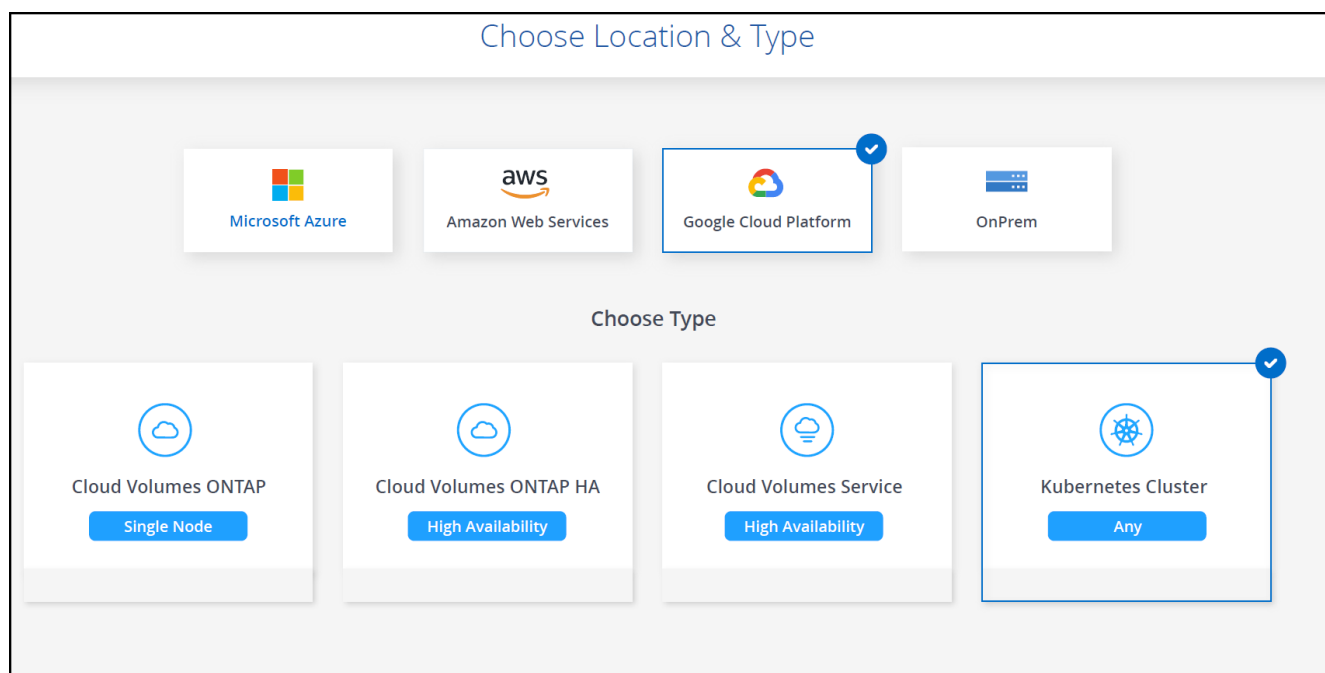 Choose Location & Type
aws
Microsoft Azure
Amazon Web Services
Google Cloud Platform
OnPrem
Choose Type
Cloud Volumes ONTAP
Cloud Volumes ONTAP HA
Cloud Volumes Service
Kubernetes Cluster
Single Node
High Availability
High Availability
Any